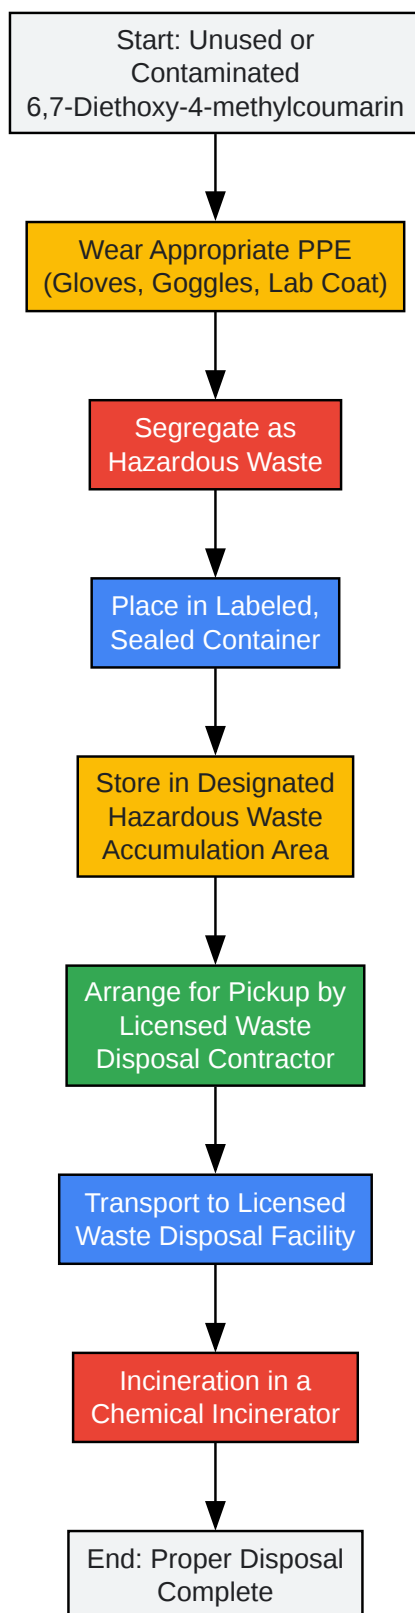 Start: Unused or
Contaminated
6,7-Diethoxy-4-methylcoumarin
Wear Appropriate PPE
(Gloves, Goggles, Lab Coat)
Segregate as
Hazardous Waste
Place in Labeled,
Sealed Container
Store in Designated
Hazardous Waste
Accumulation Area
Arrange for Pickup by
Licensed Waste
Disposal Contractor
Transport to Licensed
Waste Disposal Facility
Incineration in a
Chemical Incinerator
End: Proper Disposal
Complete